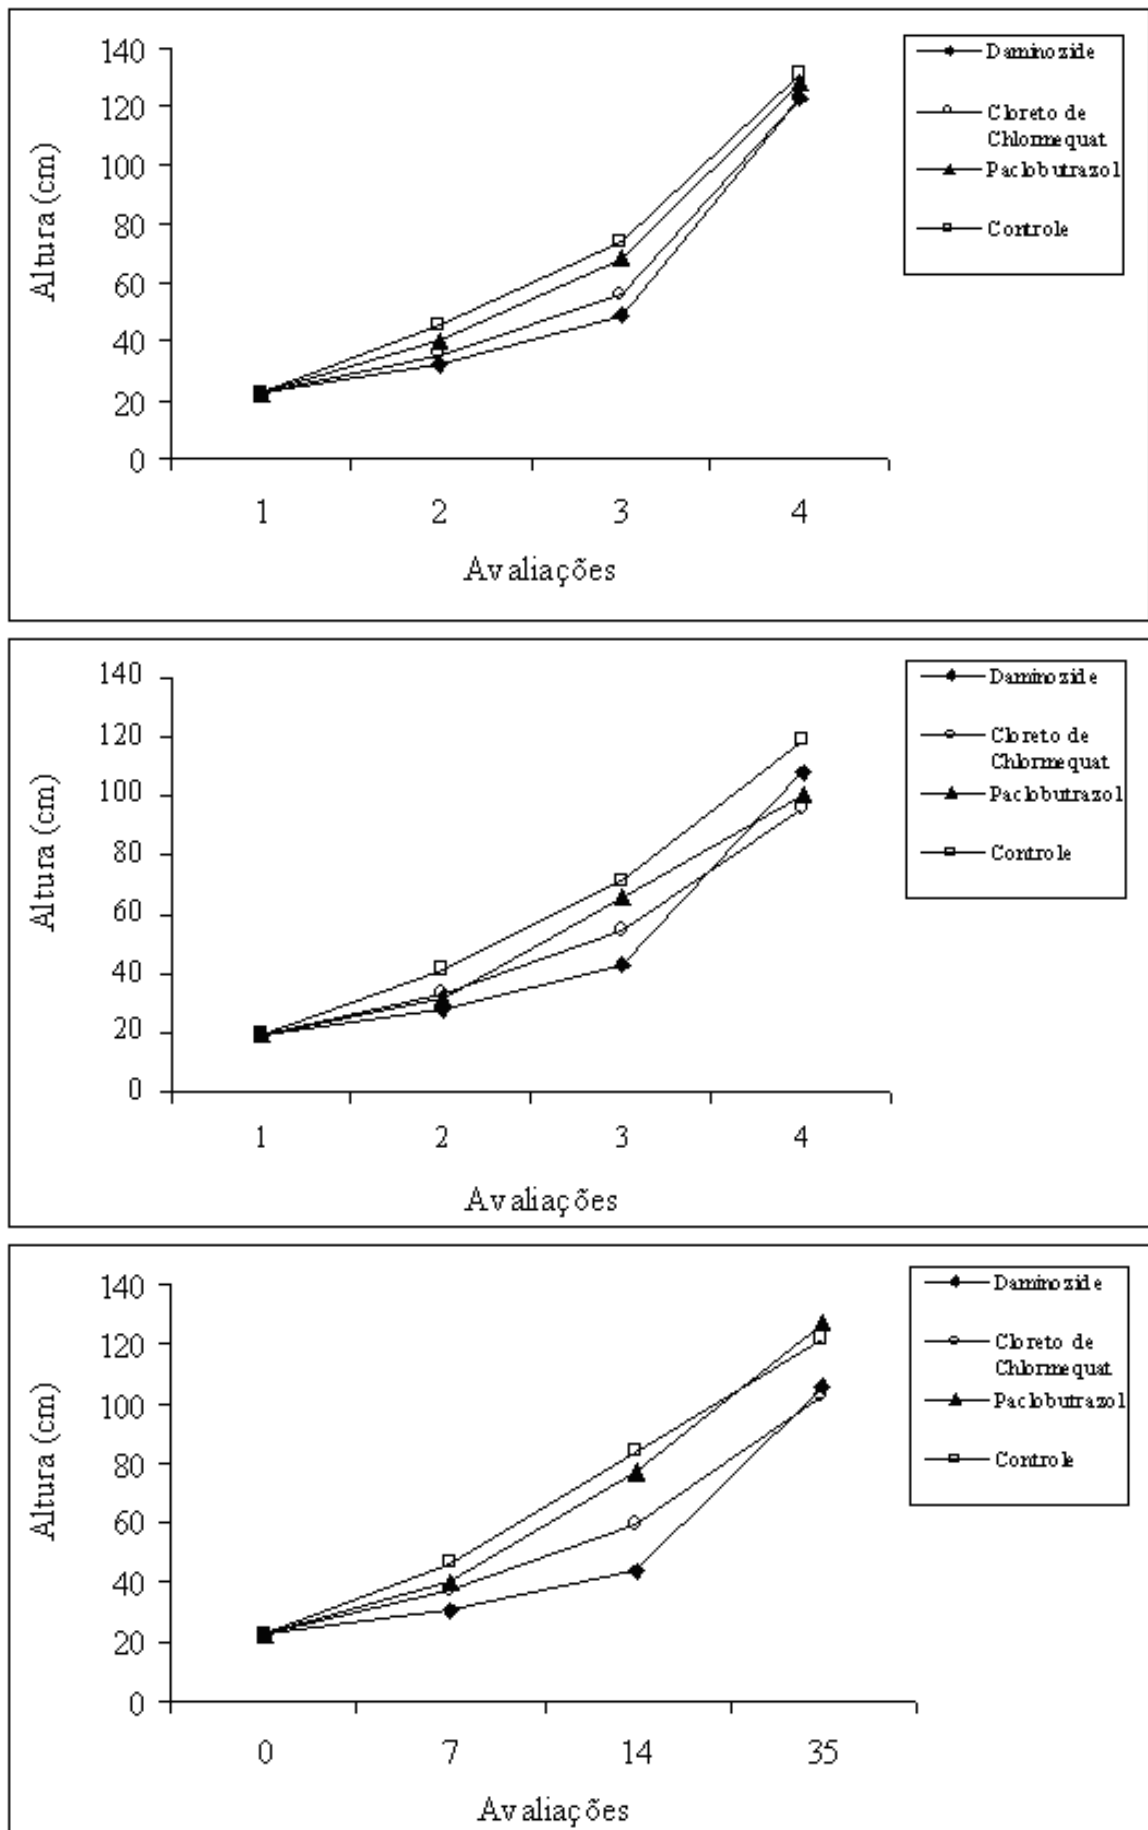 140
120
100
80
60
40
20
0
Altura (cm)
1 2 3 4
Avaliações
Daminozide
Cloreto de
Chlormequat
Paclobutrazol
Controle
140
120
100
80
60
40
20
0
Altura (cm)
1 2 3 4
Avaliações
Daminozide
Cloreto de
Chlormequat
Paclobutrazol
Controle
140
120
100
80
60
40
20
0
Altura (cm)
0 7 14 35
Avaliações
Daminozide
Cloreto de
Chlormequat
Paclobutrazol
Controle